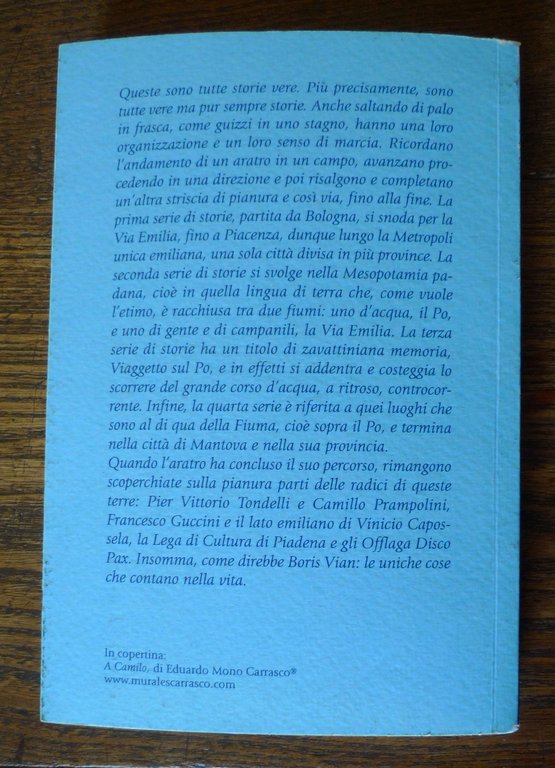 Queste sono tutte storie vere. Più precisamente, sono
tutte vere ma pur sempre storie. Anche saltando di palo
in frasca, come guizzi in uno stagno, hanno una loro
organizzazione e un loro senso di marcia. Ricordano
l'andamento di un aratro in un campo, avanzano pro-
cedendo in una direzione e poi risalgono e completano
un'altra striscia di pianura e così via, fino alla fine. La
prima serie di storie, partita da Bologna, si snoda per la
Via Emilia, fino a Piacenza, dunque lungo la Metropoli
unica emiliana, una sola città divisa in più province. La
seconda serie di storie si svolge nella Mesopotamia pa-
dana, cioè in quella lingua di terra che, come vuole
l'etimo, è racchiusa tra due fiumi: uno d'acqua, il Po,
e uno di gente e di campanili, la Via Emilia. La terza
serie di storie ha un titolo di zavattiniana memoria,
Viaggetto sul Po, e in effetti si addentra e costeggia lo
scorrere del grande corso d'acqua, a ritroso, controcor-
rente. Infine, la quarta serie è riferita a quei luoghi che
sono al di qua della Fiuma, cioè sopra il Po, e termina
nella città di Mantova e nella sua provincia.
Quando l'aratro ha concluso il suo percorso, rimangono
scoperchiate sulla pianura parti delle radici di queste
terre: Pier Vittorio Tondelli e Camillo Prampolini,
Francesco Guccini e il lato emiliano di Vinicio Capos-
sela, la Lega di Cultura di Piadena e gli Offlaga Disco
Pax. Insomma, come direbbe Boris Vian: le uniche cose
che contano nella vita.
In copertina:
A Camilo, di Eduardo Mono Carrasco®
www.muralescarrasco.com